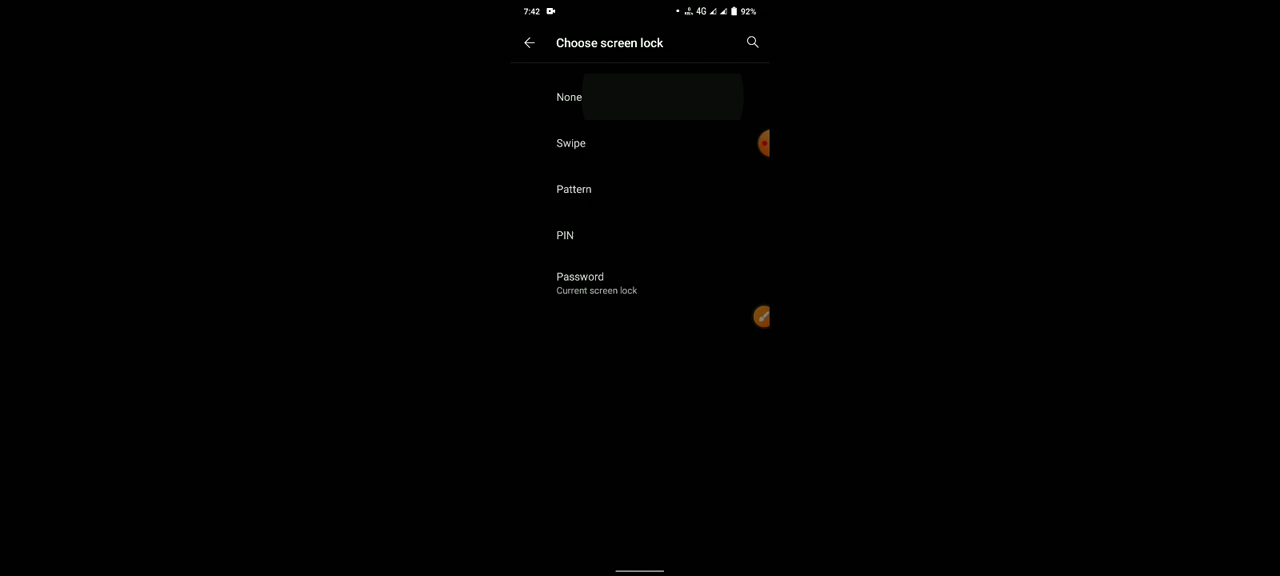 7:42
4G 92%
Choose screen lock
None
Swipe
Pattern
PIN
Password
Current screen lock